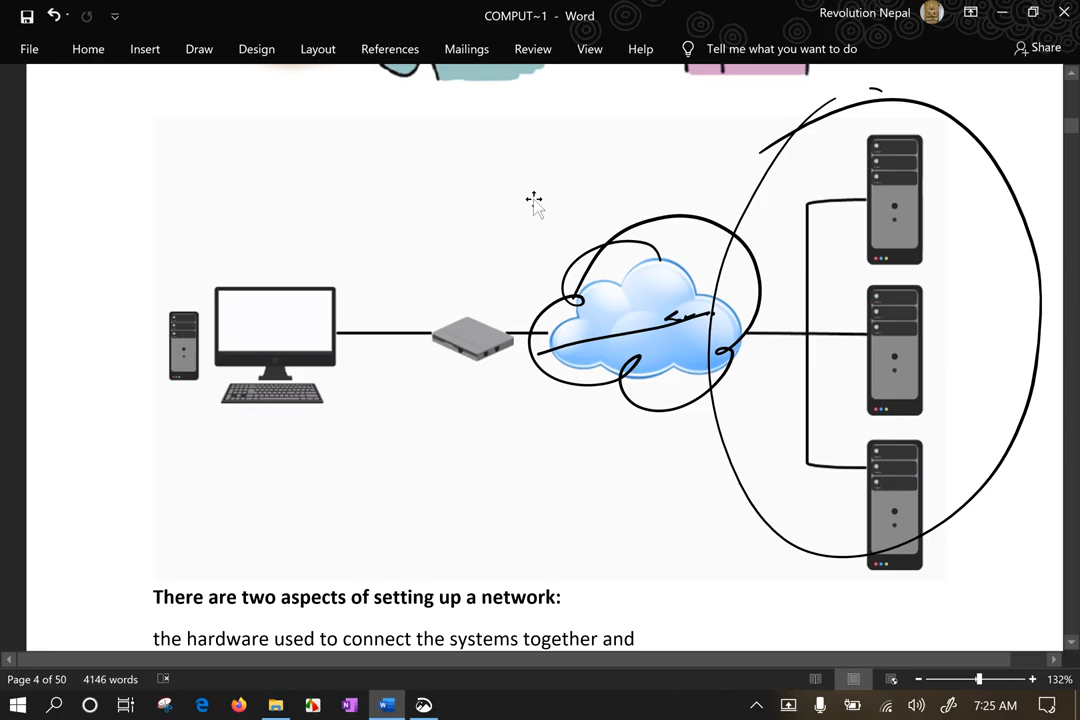 COMPUT~1 - Word
Revolution Nepal
File Home Insert Draw Design Layout References Mailings Review View Help Tell me what you want to do Share
There are two aspects of setting up a network:
the hardware used to connect the systems together and
Page 4 of 50 4146 words 132%
7:25 AM